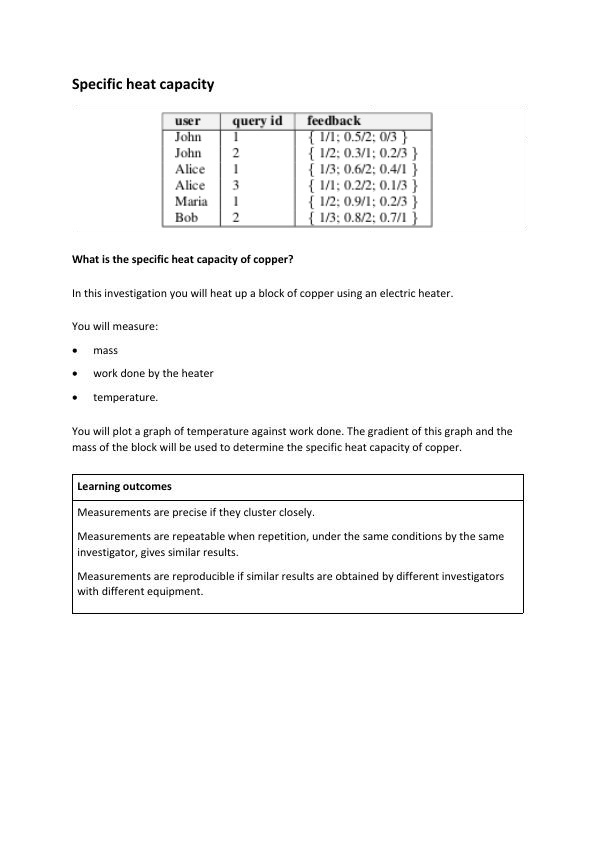 Specific heat capacity
user query id feedback
John 1 { 1/1; 0.5/2; 0/3 }
John 2 { 1/2; 0.3/1; 0.2/3 }
Alice 1 { 1/3; 0.6/2; 0.4/1 }
Alice 3 { 1/1; 0.2/2; 0.1/3 }
Maria 1 { 1/2; 0.9/1; 0.2/3 }
Bob 2 { 1/3; 0.8/2; 0.7/1 }
What is the specific heat capacity of copper?
In this investigation you will heat up a block of copper using an electric heater.
You will measure:
• mass
• work done by the heater
• temperature.
You will plot a graph of temperature against work done. The gradient of this graph and the
mass of the block will be used to determine the specific heat capacity of copper.
Learning outcomes
Measurements are precise if they cluster closely.
Measurements are repeatable when repetition, under the same conditions by the same
investigator, gives similar results.
Measurements are reproducible if similar results are obtained by different investigators
with different equipment.